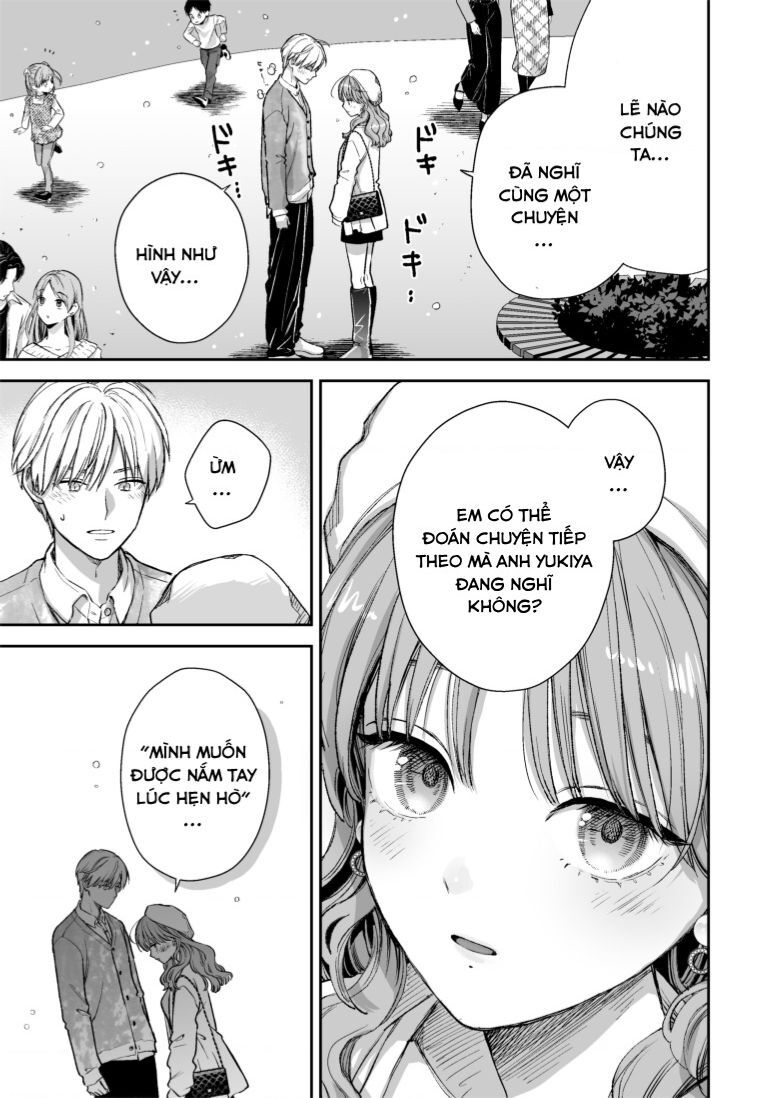 LẼ NÀO
CHÚNG
TA...
ĐÃ NGHĨ
CÙNG MỘT
CHUYỆN
...
ドキ…
ドキ…
HÌNH NHƯ
VẬY...
VẬY
...
EM CÓ THỂ
ĐOÁN CHUYỆN TIẾP
THEO MÀ ANH YUKIYA
ĐANG NGHĨ
KHÔNG?
ỪM
...
"MÌNH MUỐN
ĐƯỢC NẮM TAY
LÚC HẸN HÒ"
...